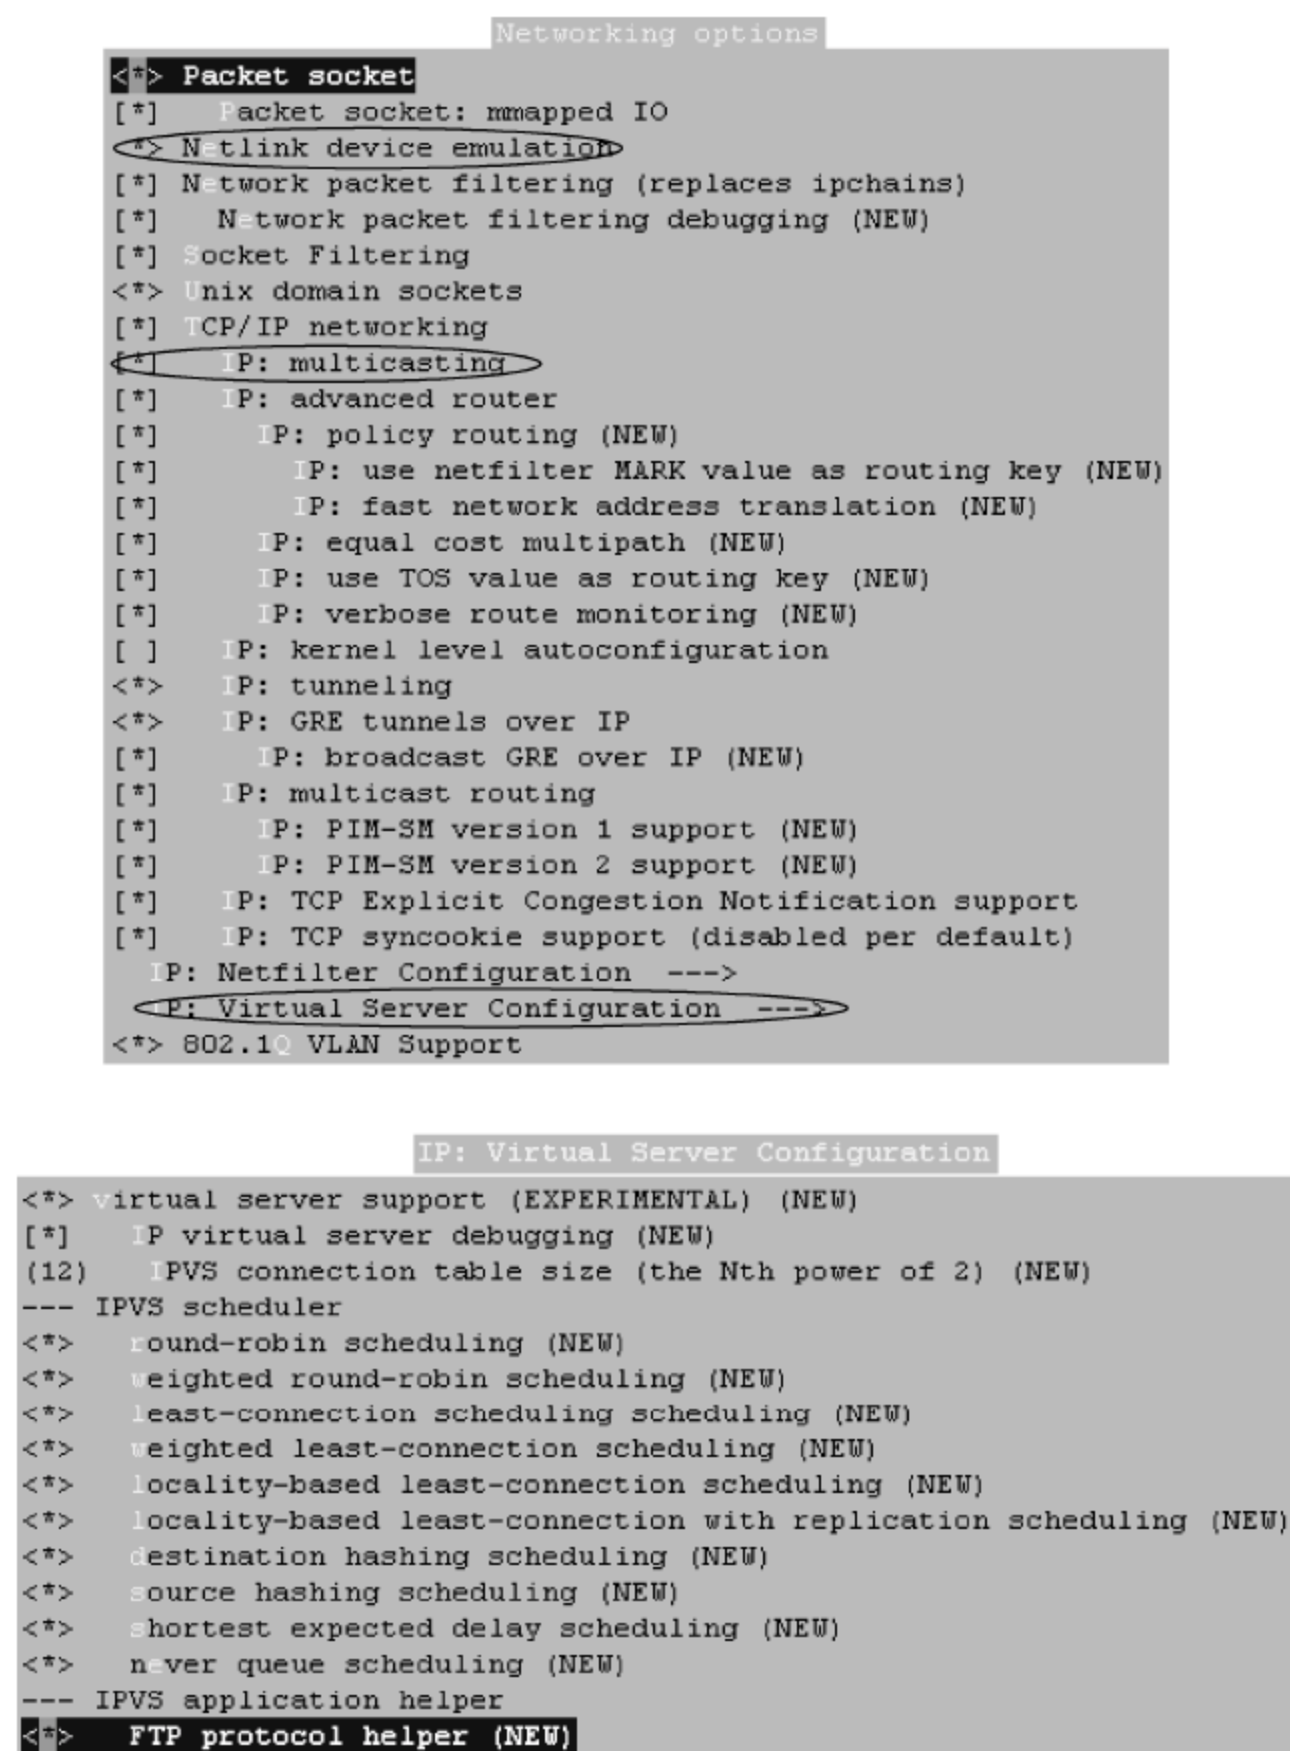 Networking options
<*> Packet socket
[*] Packet socket: mmapped IO
<*> Netlink device emulation
[*] Network packet filtering (replaces ipchains)
[*] Network packet filtering debugging (NEW)
[*] Socket Filtering
<*> Unix domain sockets
[*] TCP/IP networking
[*] IP: multicasting
[*] IP: advanced router
[*] IP: policy routing (NEW)
[*] IP: use netfilter MARK value as routing key (NEW)
[*] IP: fast network address translation (NEW)
[*] IP: equal cost multipath (NEW)
[*] IP: use TOS value as routing key (NEW)
[*] IP: verbose route monitoring (NEW)
[ ] IP: kernel level autoconfiguration
<*> IP: tunneling
<*> IP: GRE tunnels over IP
[*] IP: broadcast GRE over IP (NEW)
[*] IP: multicast routing
[*] IP: PIM-SM version 1 support (NEW)
[*] IP: PIM-SM version 2 support (NEW)
[*] IP: TCP Explicit Congestion Notification support
[*] IP: TCP syncookie support (disabled per default)
IP: Netfilter Configuration --->
IP: Virtual Server Configuration --->
<*> 802.1Q VLAN Support
IP: Virtual Server Configuration
<*> virtual server support (EXPERIMENTAL) (NEW)
[*] IP virtual server debugging (NEW)
(12) IPVS connection table size (the Nth power of 2) (NEW)
--- IPVS scheduler
<*> round-robin scheduling (NEW)
<*> weighted round-robin scheduling (NEW)
<*> least-connection scheduling scheduling (NEW)
<*> weighted least-connection scheduling (NEW)
<*> locality-based least-connection scheduling (NEW)
<*> locality-based least-connection with replication scheduling (NEW)
<*> destination hashing scheduling (NEW)
<*> source hashing scheduling (NEW)
<*> shortest expected delay scheduling (NEW)
<*> never queue scheduling (NEW)
--- IPVS application helper
<*> FTP protocol helper (NEW)